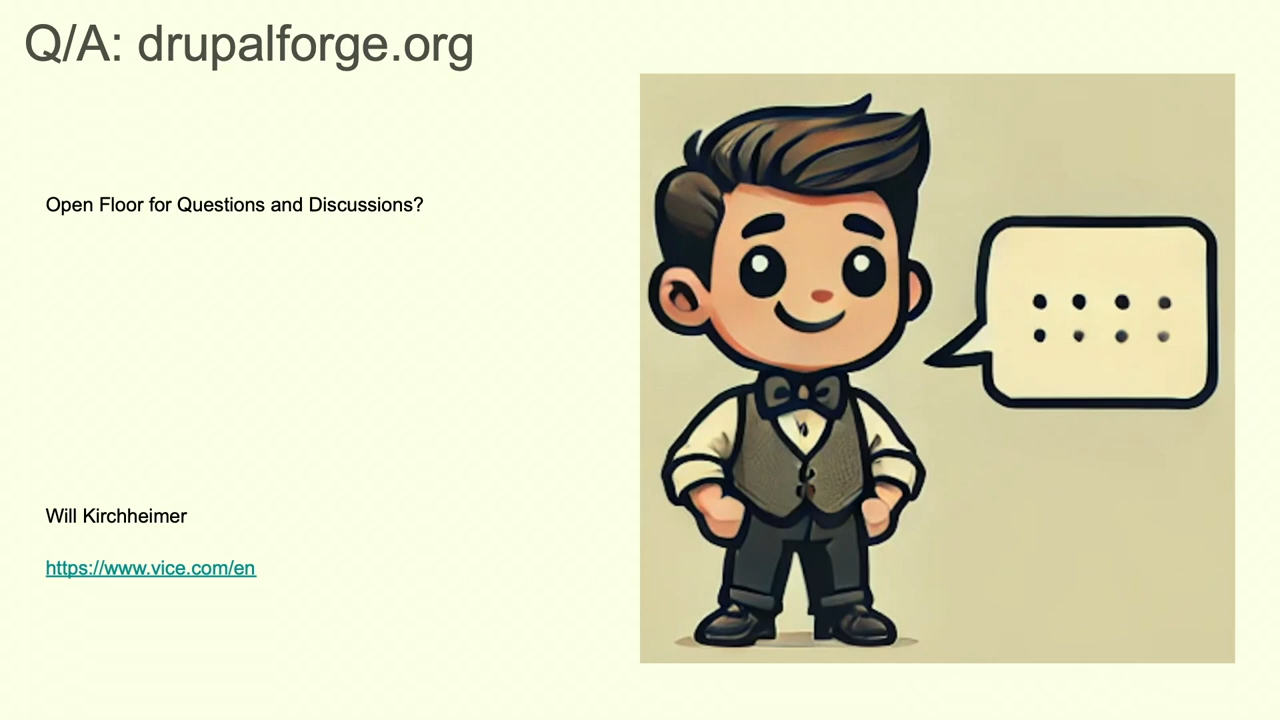 Q/A: drupalforge.org
Open Floor for Questions and Discussions?
Will Kirchheimer
https://www.vice.com/en